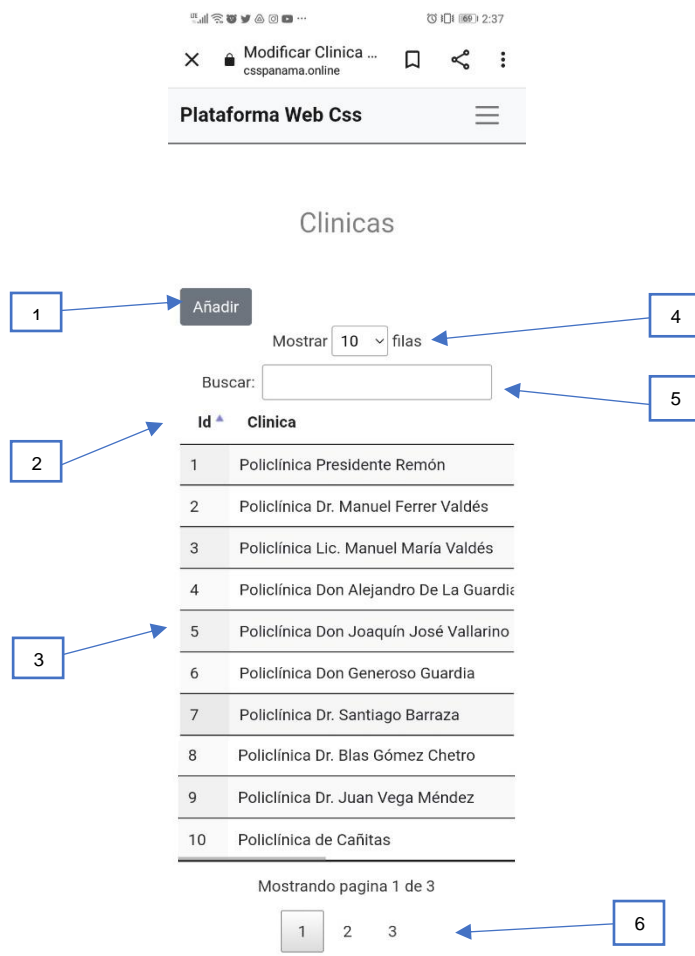 2:37
Modificar Clinica ...
csspanama.online
Plataforma Web Css
Clinicas
1
Añadir
4
Mostrar 10 filas
Buscar:
5
Id Clinica
2
1 Policlínica Presidente Remón
2 Policlínica Dr. Manuel Ferrer Valdés
3 Policlínica Lic. Manuel María Valdés
4 Policlínica Don Alejandro De La Guardia
5 Policlínica Don Joaquín José Vallarino
3
6 Policlínica Don Generoso Guardia
7 Policlínica Dr. Santiago Barraza
8 Policlínica Dr. Blas Gómez Chetro
9 Policlínica Dr. Juan Vega Méndez
10 Policlínica de Cañitas
Mostrando pagina 1 de 3
1 2 3
6